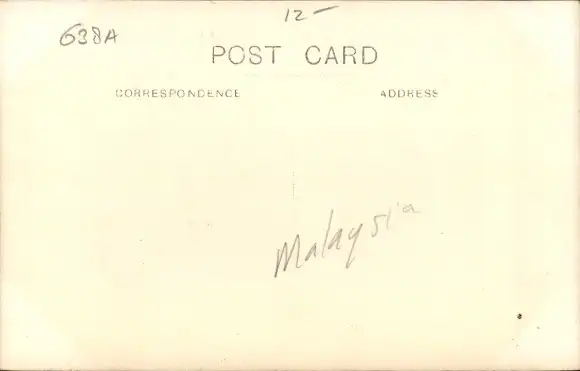 12-
638A
POST CARD
CORRESPONDENCE
ADDRESS
Malaysia